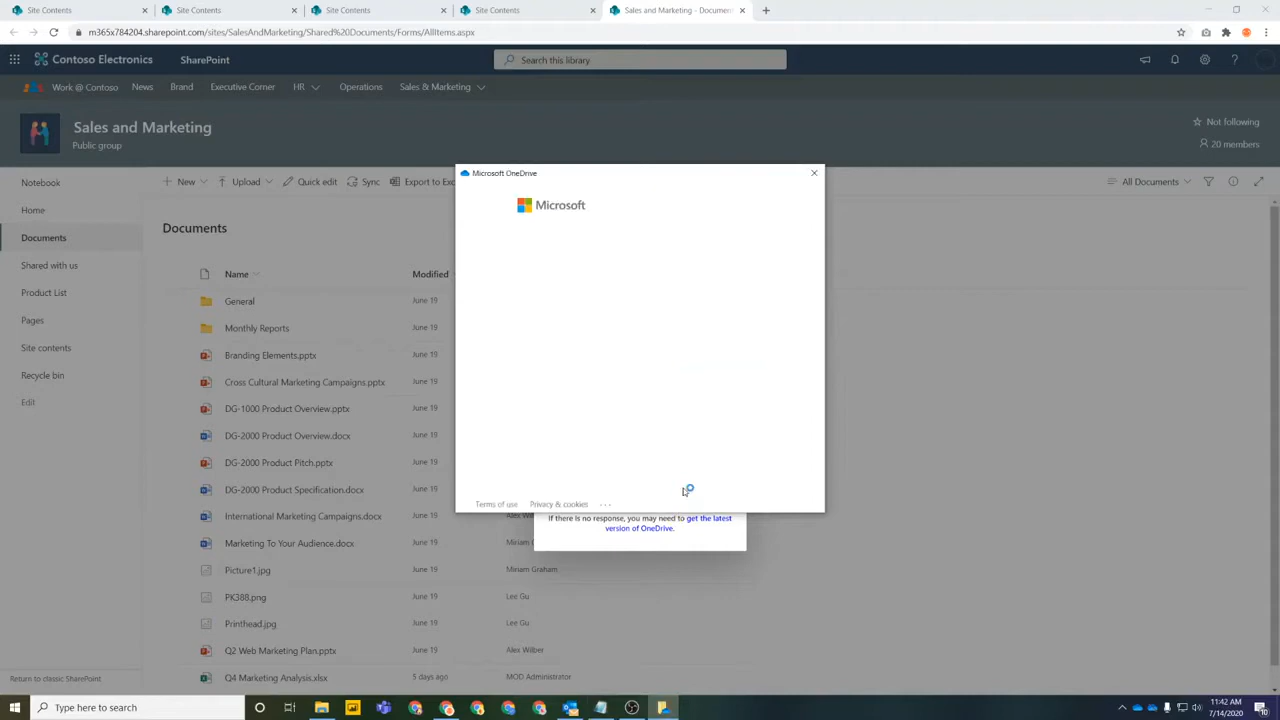 Site Contents
Site Contents
Site Contents
Site Contents
Sales and Marketing - Documen
m365x784204.sharepoint.com/sites/SalesAndMarketing/Shared%20Documents/Forms/AllItems.aspx
Contoso Electronics
SharePoint
Search this library
Work @ Contoso
News
Brand
Executive Corner
HR
Operations
Sales & Marketing
Sales and Marketing
Public group
Not following
20 members
Notebook
Home
Documents
Shared with us
Product List
Pages
Site contents
Recycle bin
Edit
Return to classic SharePoint
New
Upload
Quick edit
Sync
Export to Exc
All Documents
Documents
Name
Modified
General
June 19
Monthly Reports
June 19
Branding Elements.pptx
June 19
Cross Cultural Marketing Campaigns.pptx
June 19
DG-1000 Product Overview.pptx
June 19
DG-2000 Product Overview.docx
June 19
DG-2000 Product Pitch.pptx
June 19
DG-2000 Product Specification.docx
June 19
International Marketing Campaigns.docx
June 19
Alex Wilber
Marketing To Your Audience.docx
June 19
Miriam G
Picture1.jpg
June 19
Miriam Graham
PK388.png
June 19
Lee Gu
Printhead.jpg
June 19
Lee Gu
Q2 Web Marketing Plan.pptx
June 19
Alex Wilber
Q4 Marketing Analysis.xlsx
5 days ago
MOD Administrator
Microsoft OneDrive
Microsoft
Terms of use
Privacy & cookies
...
If there is no response, you may need to get the latest
version of OneDrive.
Type here to search
11:42 AM
7/14/2020
10